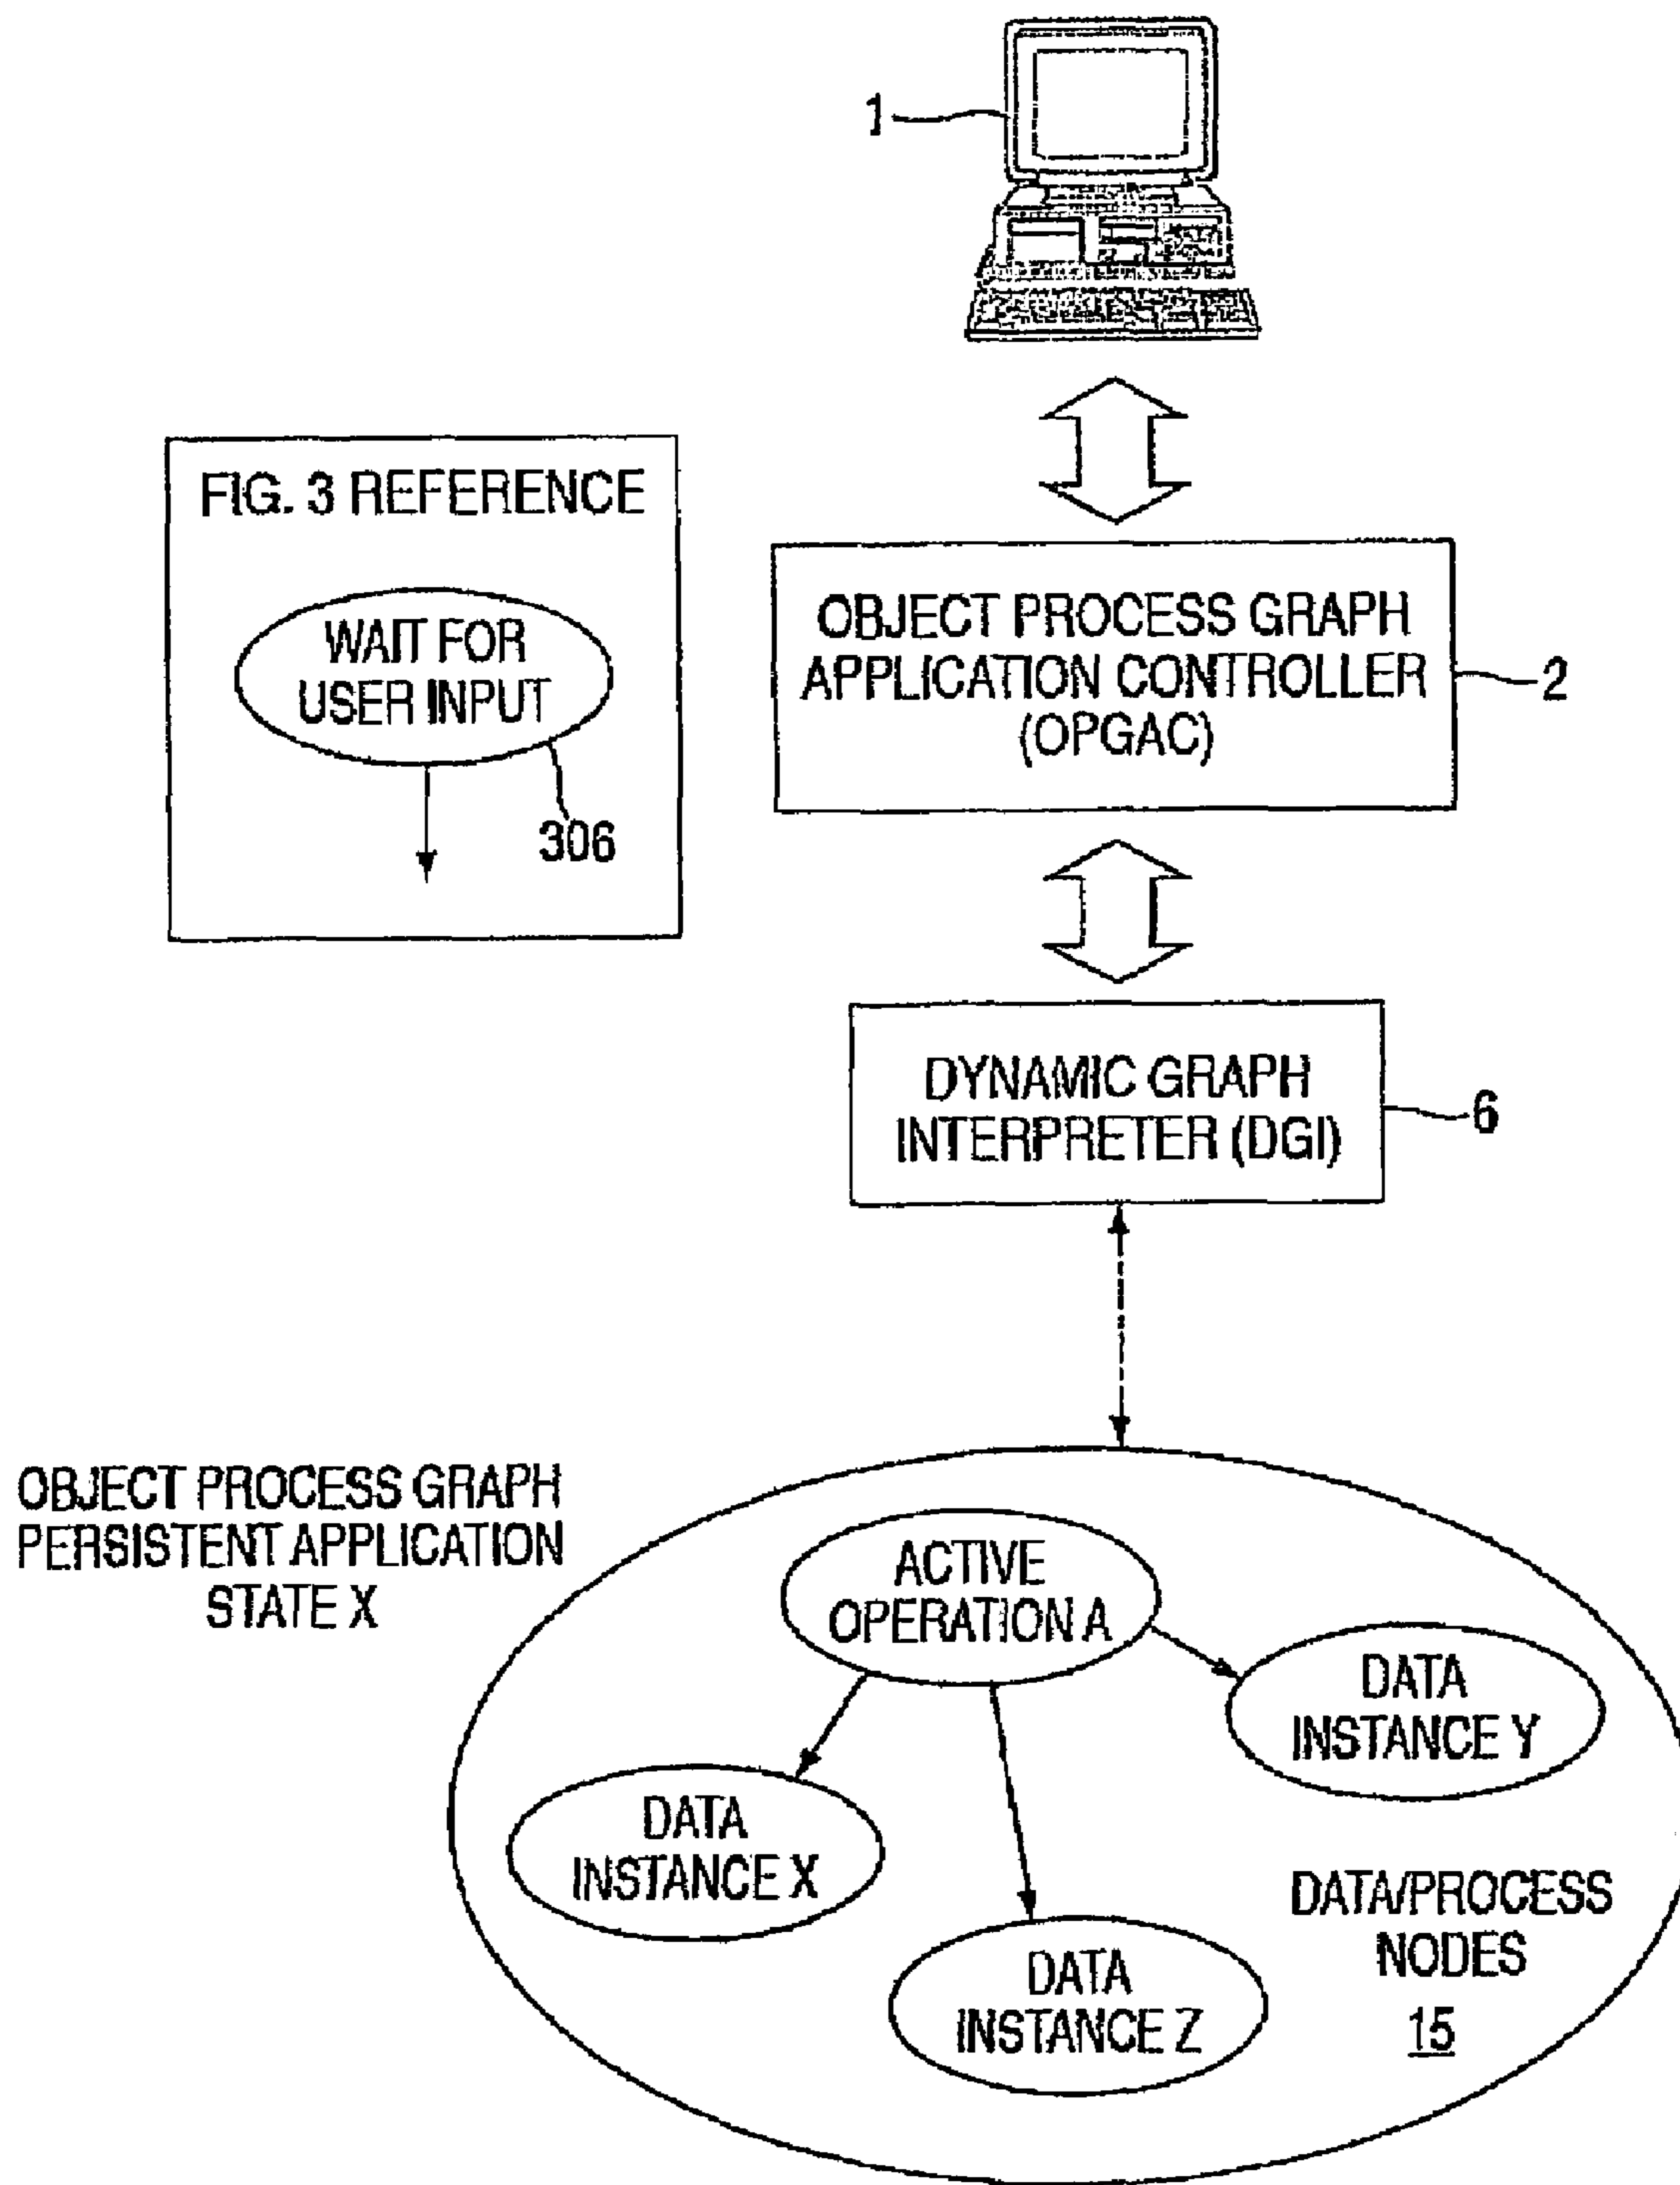 1
FIG. 3 REFERENCE
WAIT FOR
USER INPUT
306
OBJECT PROCESS GRAPH
APPLICATION CONTROLLER
(OPGAC)
2
DYNAMIC GRAPH
INTERPRETER (DGI)
6
OBJECT PROCESS GRAPH
PERSISTENT APPLICATION
STATE X
ACTIVE
OPERATION A
DATA
INSTANCE Y
DATA
INSTANCE X
DATA
INSTANCE Z
DATA/PROCESS
NODES
15